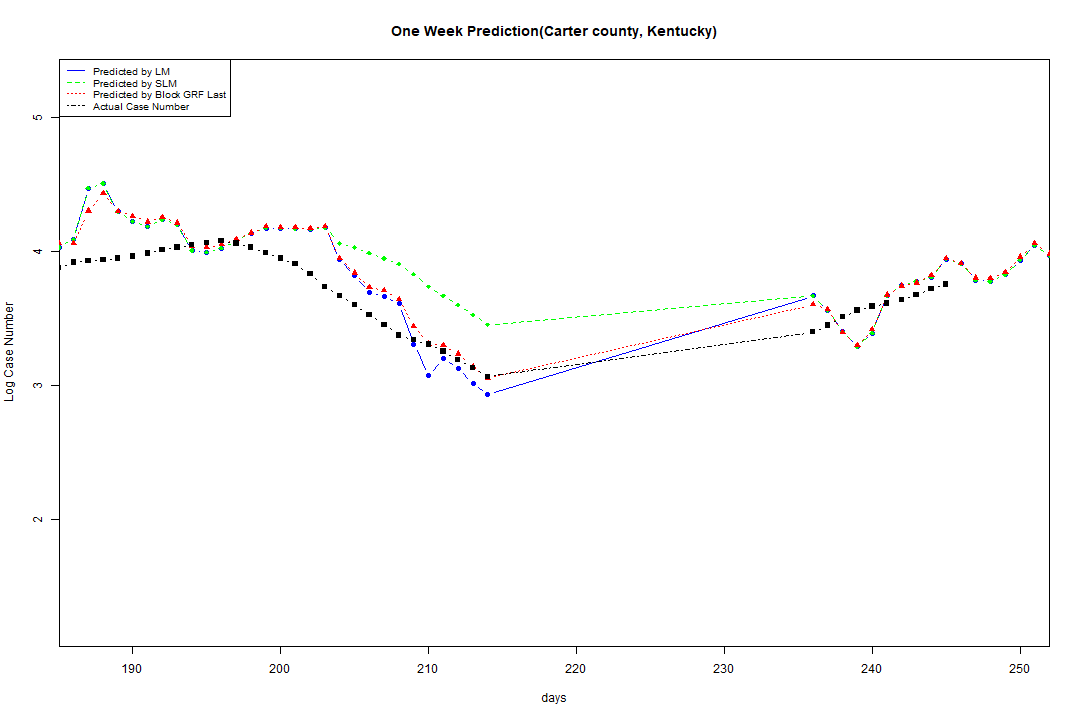 One Week Prediction(Carter county, Kentucky)
Predicted by LM
Predicted by SLM
Predicted by Block GRF Last
Actual Case Number
5
4
3
2
Log Case Number
190 200 210 220 230 240 250
days